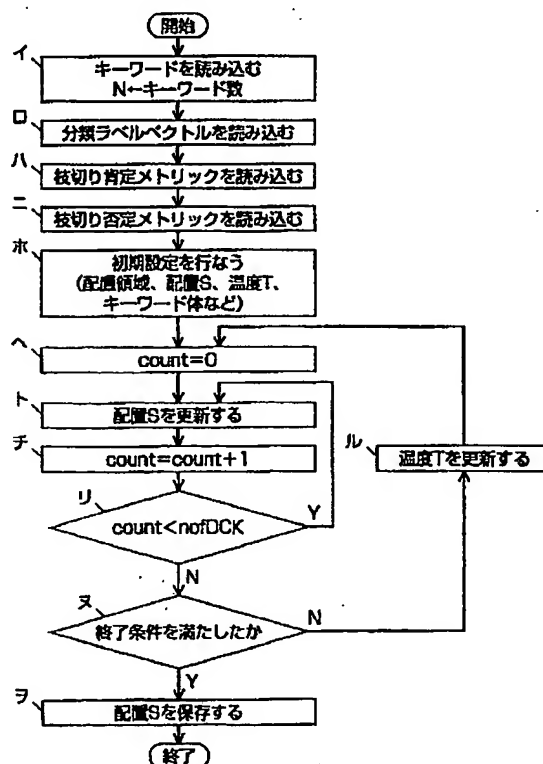 開始
イ
キーワードを読み込む
N←キーワード数
ロ
分類ラベルベクトルを読み込む
ハ
枝切り肯定メトリックを読み込む
ニ
枝切り否定メトリックを読み込む
ホ
初期設定を行なう
(配置領域、配置S、温度T、
キーワード体など)
ヘ
count=0
ト
配置Sを更新する
チ
count=count+1
ル
温度Tを更新する
リ
count<nofDCK
Y
N
ヌ
終了条件を満たしたか
N
Y
ヲ
配置Sを保存する
終了